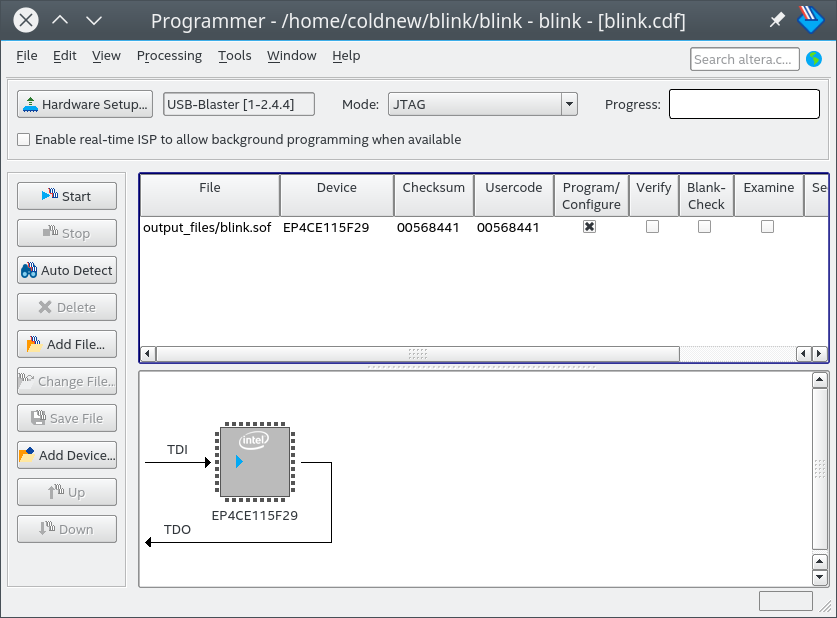 Programmer - /home/coldnew/blink/blink - blink - [blink.cdf]
File Edit View Processing Tools Window Help
Search altera.c...
Hardware Setup... USB-Blaster [1-2.4.4] Mode: JTAG Progress:
Enable real-time ISP to allow background programming when available
Start
Stop
Auto Detect
Delete
Add File...
Change File...
Save File
Add Device...
Up
Down
File Device Checksum Usercode Program/ Verify Blank- Examine Se
Configure Check
output_files/blink.sof EP4CE115F29 00568441 00568441
intel
TDI
EP4CE115F29
TDO